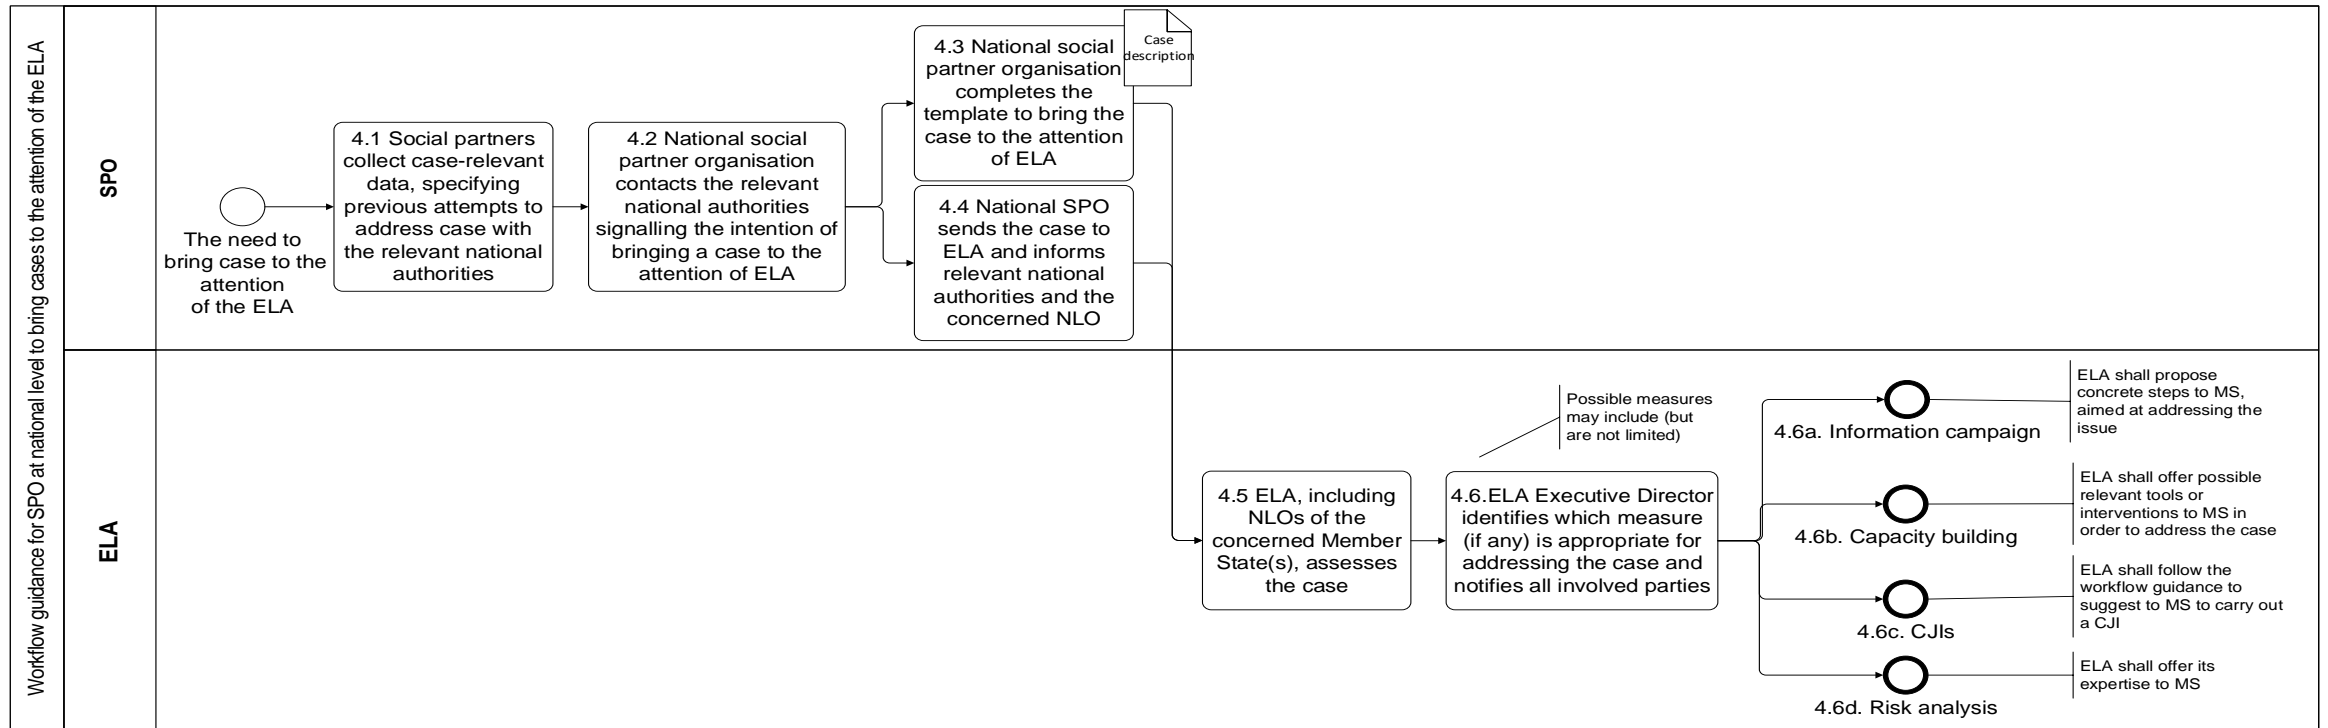 Workflow guidance for SPO at national level to bring cases to the attention of the ELA
SPO
The need to
bring case to the
attention
of the ELA
4.1 Social partners
collect case-relevant
data, specifying
previous attempts to
address case with
the relevant national
authorities
4.2 National social
partner organisation
contacts the relevant
national authorities
signalling the intention of
bringing a case to the
attention of ELA
4.3 National social
partner organisation
completes the
template to bring the
case to the attention
of ELA
Case
description
4.4 National SPO
sends the case to
ELA and informs
relevant national
authorities and the
concerned NLO
ELA
4.5 ELA, including
NLOs of the
concerned Member
State(s), assesses
the case
Possible measures
may include (but
are not limited)
4.6.ELA Executive Director
identifies which measure
(if any) is appropriate for
addressing the case and
notifies all involved parties
4.6a. Information campaign
ELA shall propose
concrete steps to MS,
aimed at addressing the
issue
4.6b. Capacity building
ELA shall offer possible
relevant tools or
interventions to MS in
order to address the case
4.6c. CJIs
ELA shall follow the
workflow guidance to
suggest to MS to carry out
a CJI
4.6d. Risk analysis
ELA shall offer its
expertise to MS